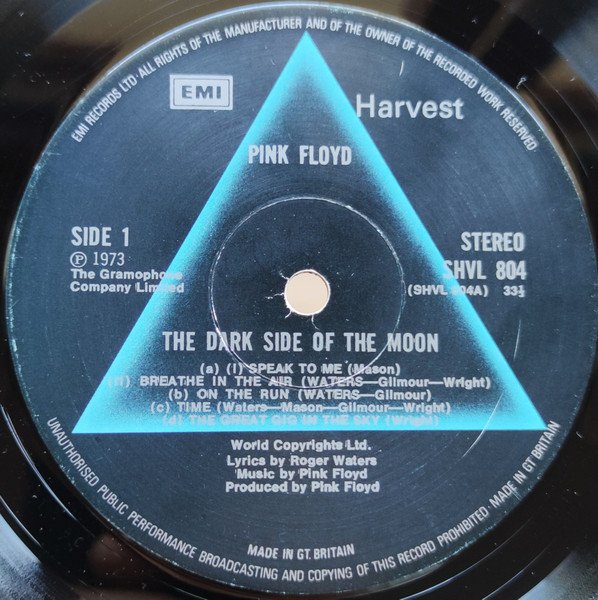 EMI RECORDS LTD· ALL RIGHTS OF THE MANUFACTURER AND OF THE OWNER OF THE RECORDED WORK RESERVED
EMI
Harvest
PINK FLOYD
SIDE 1
Ⓟ 1973
The Gramophone
Company Limited
STEREO
SHVL 804
(SHVL 804A) 33⅓
THE DARK SIDE OF THE MOON
(a) (i) SPEAK TO ME (Mason)
(ii) BREATHE IN THE AIR (WATERS—Gilmour—Wright)
(b) ON THE RUN (WATERS—Gilmour)
(c) TIME (Waters—Mason—Gilmour—Wright)
(d) THE GREAT GIG IN THE SKY (Wright)
World Copyrights Ltd.
Lyrics by Roger Waters
Music by Pink Floyd
Produced by Pink Floyd
MADE IN GT. BRITAIN
UNAUTHORISED PUBLIC PERFORMANCE BROADCASTING AND COPYING OF THIS RECORD PROHIBITED. MADE IN GT BRITAIN